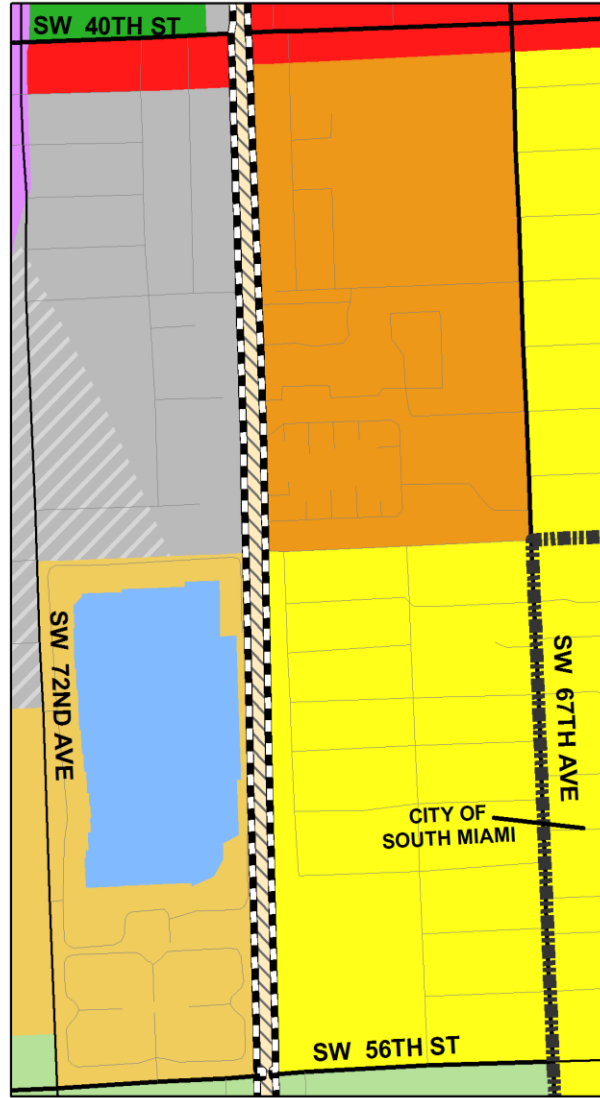 SW 40TH ST
SW 72ND AVE
SW 67TH AVE
CITY OF
SOUTH MIAMI
SW 56TH ST